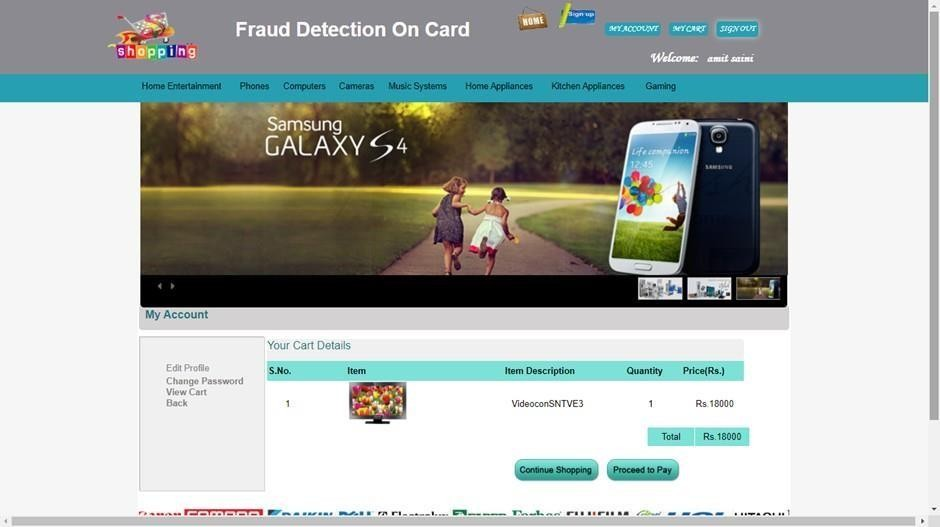 Fraud Detection On Card
shopping
HOME
Sign up
MY ACCOUNT MY CART SIGN OUT
Welcome: amit saini
Home Entertainment Phones Computers Cameras Music Systems Home Appliances Kitchen Appliances Gaming
Samsung
GALAXY S4
Life companion
12:45
SAMSUNG
My Account
Edit Profile
Change Password
View Cart
Back
Your Cart Details
S.No. Item Item Description Quantity Price(Rs.)
1 VideoconSNTVE3 1 Rs.18000
Total Rs.18000
Continue Shopping Proceed to Pay
Canon COMPAQ DAIKIN DELL Electrolux Forbes FUJIFILM HCL HITACHI